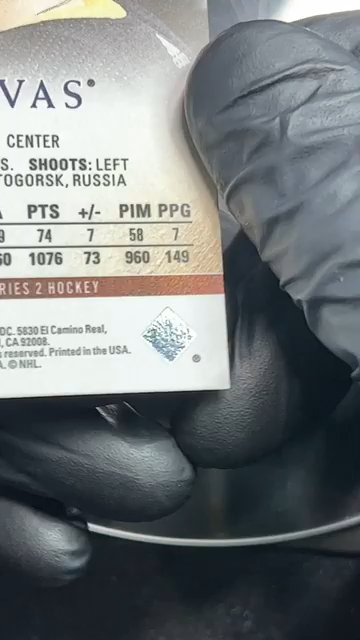 VAS®
CENTER
S. SHOOTS: LEFT
TOGORSK, RUSSIA
PTS +/- PIM PPG
9 74 7 58 7
60 1076 73 960 149
RIES 2 HOCKEY
DC. 5830 El Camino Real,
, CA 92008.
s reserved. Printed in the USA.
A. © NHL.
®